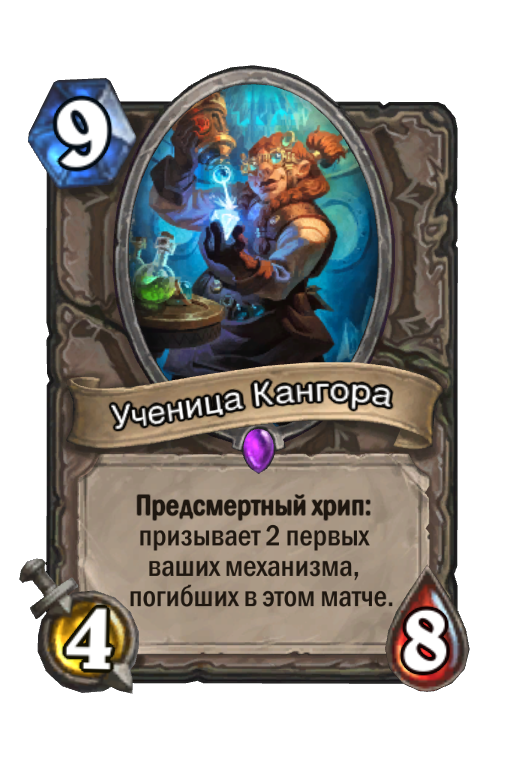 9
Ученица Кангора
Предсмертный хрип:
призывает 2 первых
ваших механизма,
погибших в этом матче.
4
8